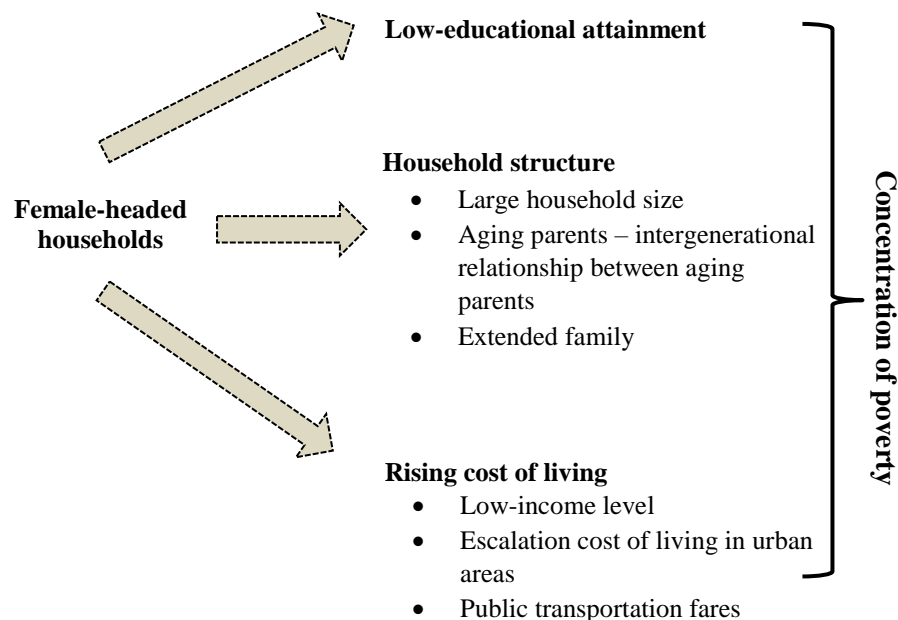 Low-educational attainment
Household structure
• Large household size
• Aging parents – intergenerational
relationship between aging
parents
• Extended family
Female-headed
households
Rising cost of living
• Low-income level
• Escalation cost of living in urban
areas
• Public transportation fares
Concentration of poverty